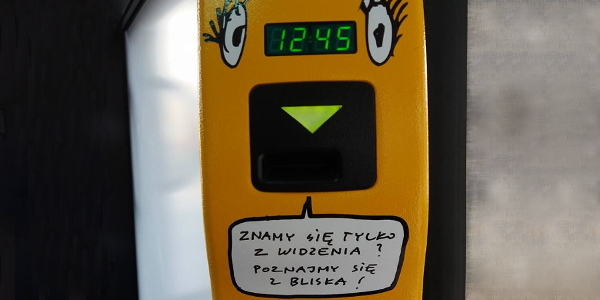 12:45
ZNAMY SIĘ TYLKO
Z WIDZENIA ?
POZNAJMY SIĘ
Z BLISKA !